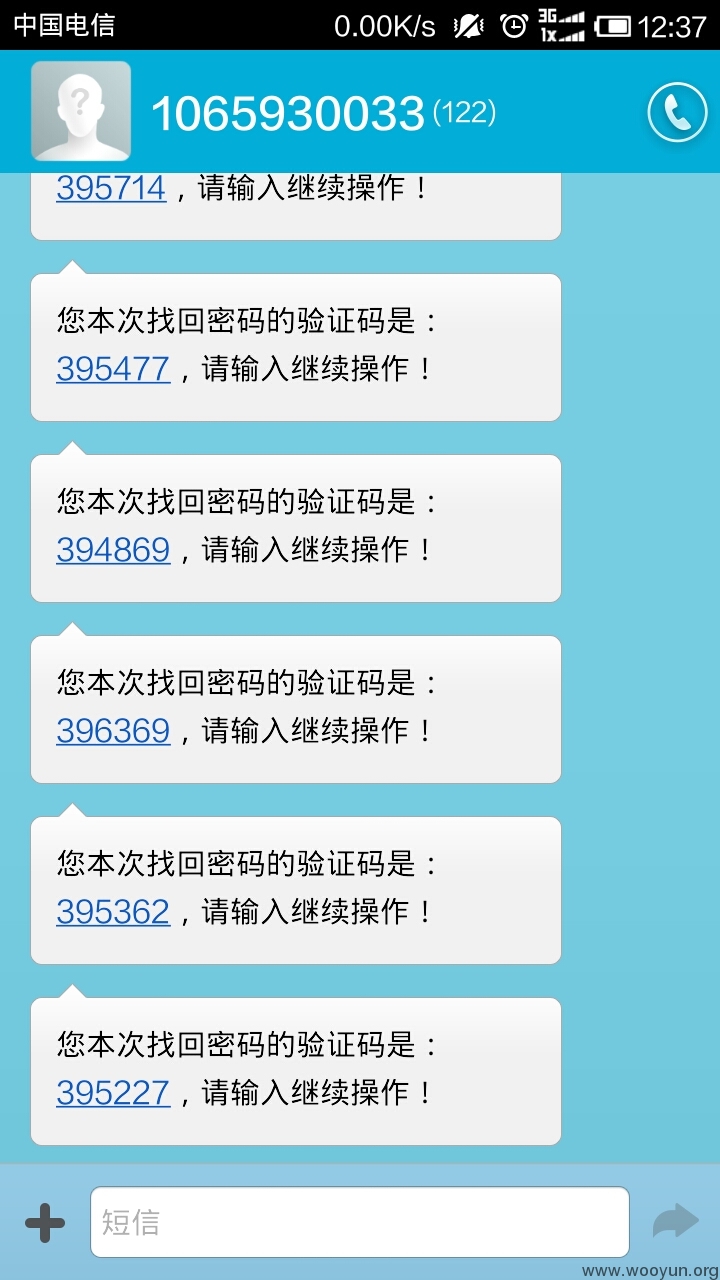 中国电信 0.00K/s 3G 1x 12:37
1065930033 (122)
395714，请输入继续操作！
您本次找回密码的验证码是：
395477，请输入继续操作！
您本次找回密码的验证码是：
394869，请输入继续操作！
您本次找回密码的验证码是：
396369，请输入继续操作！
您本次找回密码的验证码是：
395362，请输入继续操作！
您本次找回密码的验证码是：
395227，请输入继续操作！
短信
www.wooyun.org